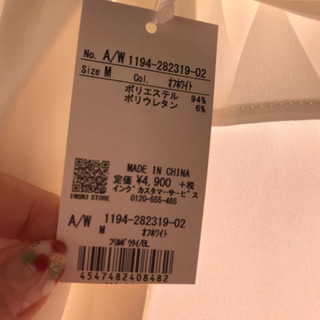 No. A/W 1194-282319-02
Size M Col. ｵﾌﾎﾜｲﾄ
ポリエステル 94%
ポリウレタン 6%
MADE IN CHINA
定価 ¥4,900 +税
イング カスタマーサービス
0120-555-465
INGNI STORE
A/W 1194-282319-02
M ｵﾌﾎﾜｲﾄ
4547482408482